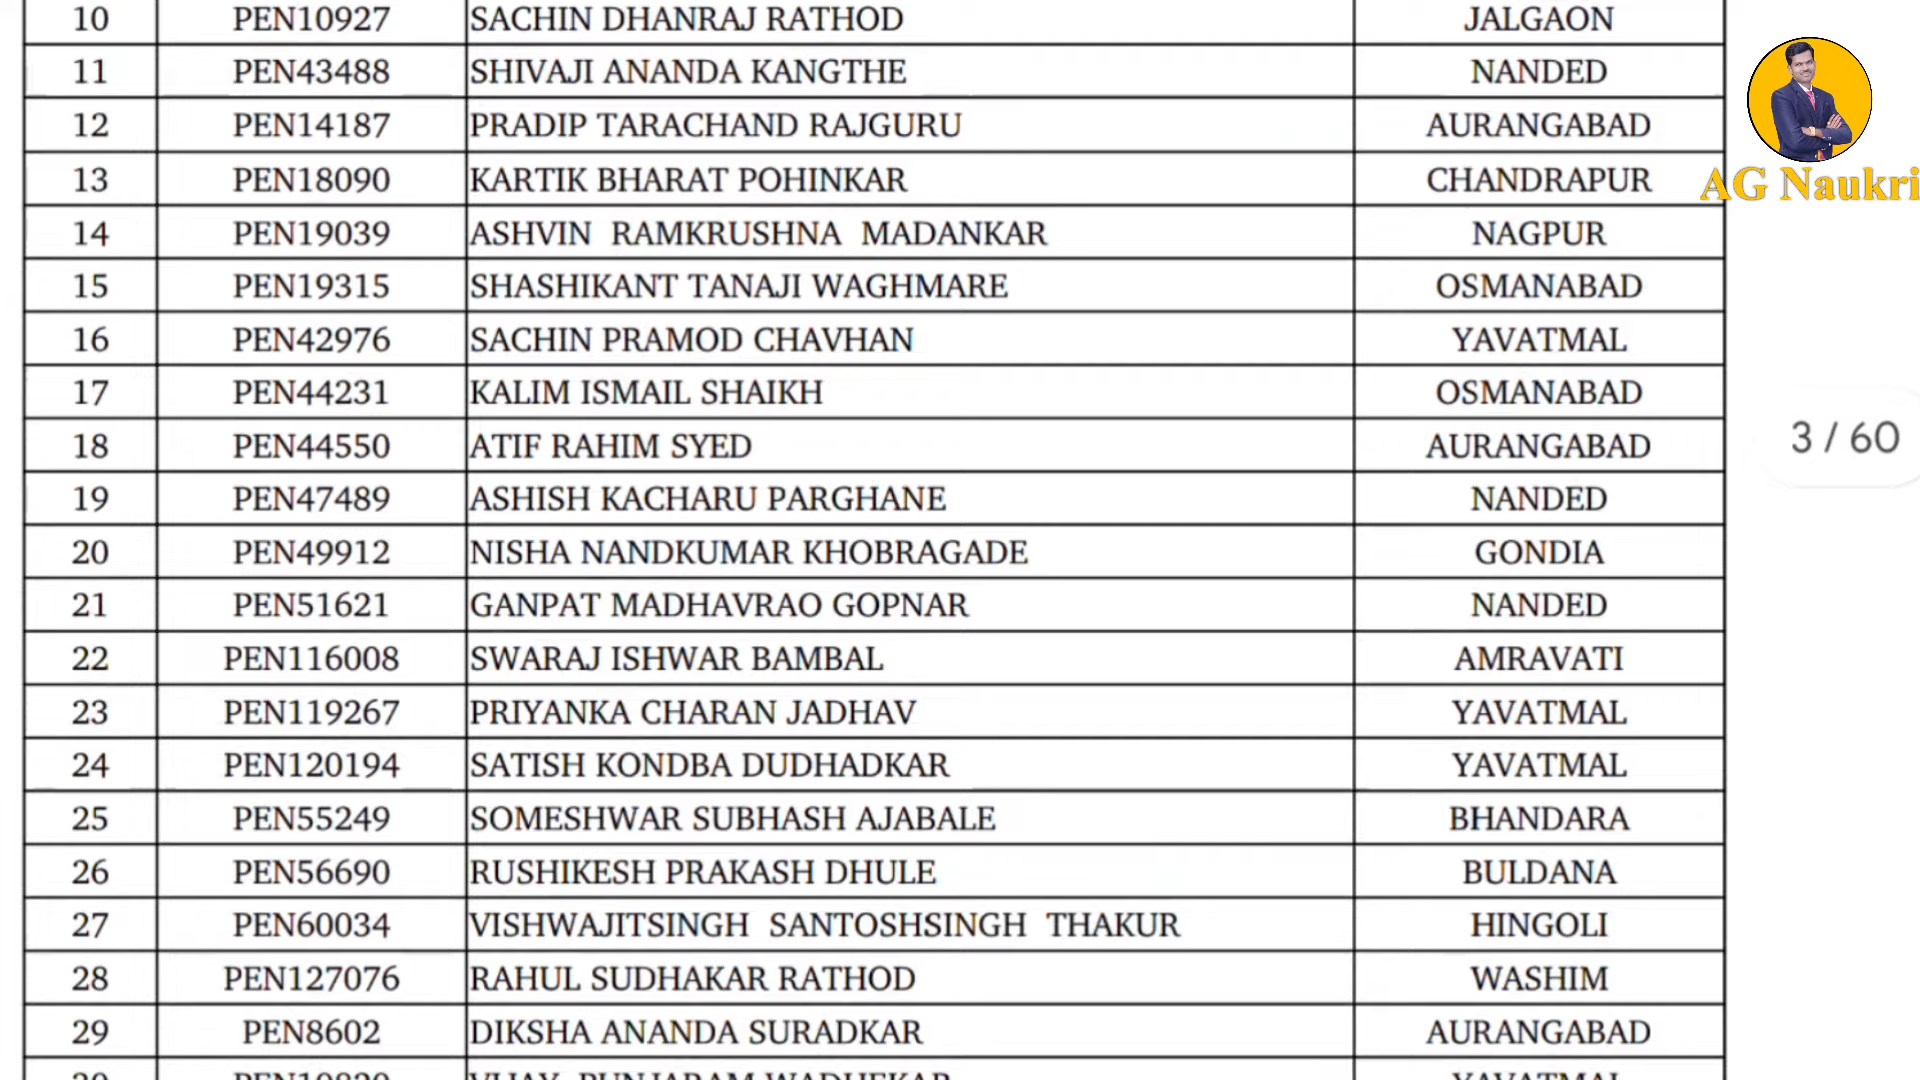 10 PEN10927 SACHIN DHANRAJ RATHOD JALGAON
11 PEN43488 SHIVAJI ANANDA KANGTHE NANDED
12 PEN14187 PRADIP TARACHAND RAJGURU AURANGABAD
13 PEN18090 KARTIK BHARAT POHINKAR CHANDRAPUR
AG Naukri
14 PEN19039 ASHVIN RAMKRUSHNA MADANKAR NAGPUR
15 PEN19315 SHASHIKANT TANAJI WAGHMARE OSMANABAD
16 PEN42976 SACHIN PRAMOD CHAVHAN YAVATMAL
17 PEN44231 KALIM ISMAIL SHAIKH OSMANABAD
18 PEN44550 ATIF RAHIM SYED AURANGABAD
3 / 60
19 PEN47489 ASHISH KACHARU PARGHANE NANDED
20 PEN49912 NISHA NANDKUMAR KHOBRAGADE GONDIA
21 PEN51621 GANPAT MADHAVRAO GOPNAR NANDED
22 PEN116008 SWARAJ ISHWAR BAMBAL AMRAVATI
23 PEN119267 PRIYANKA CHARAN JADHAV YAVATMAL
24 PEN120194 SATISH KONDBA DUDHADKAR YAVATMAL
25 PEN55249 SOMESHWAR SUBHASH AJABALE BHANDARA
26 PEN56690 RUSHIKESH PRAKASH DHULE BULDANA
27 PEN60034 VISHWAJITSINGH SANTOSHSINGH THAKUR HINGOLI
28 PEN127076 RAHUL SUDHAKAR RATHOD WASHIM
29 PEN8602 DIKSHA ANANDA SURADKAR AURANGABAD